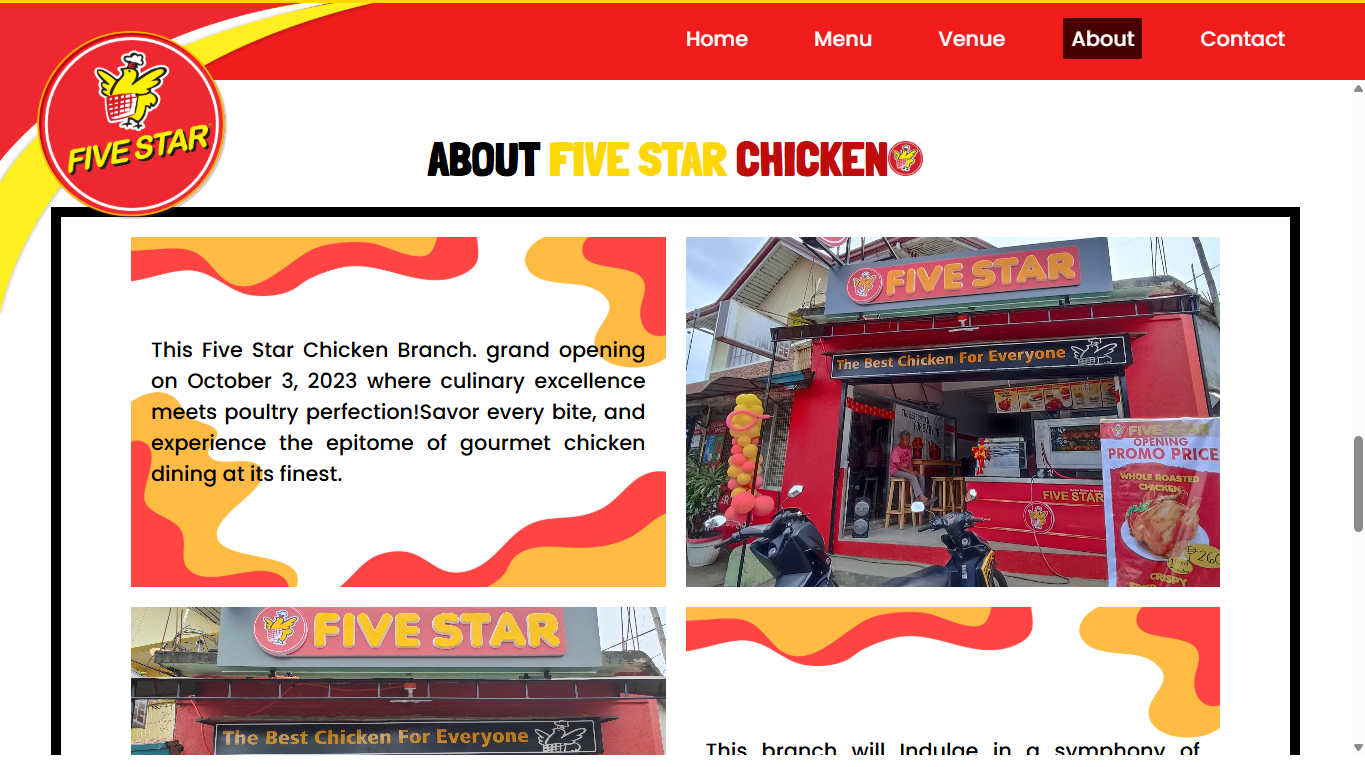 Home Menu Venue About Contact
FIVE STAR
ABOUT FIVE STAR CHICKEN
This Five Star Chicken Branch. grand opening
on October 3, 2023 where culinary excellence
meets poultry perfection!Savor every bite, and
experience the epitome of gourmet chicken
dining at its finest.
FIVE STAR
The Best Chicken For Everyone
FIVE STAR
OPENING
PROMO PRICE
WHOLE ROASTED
CHICKEN
FIVE STAR
CRISPY
FIVE STAR
The Best Chicken For Everyone
This branch will Indulge in a symphony of